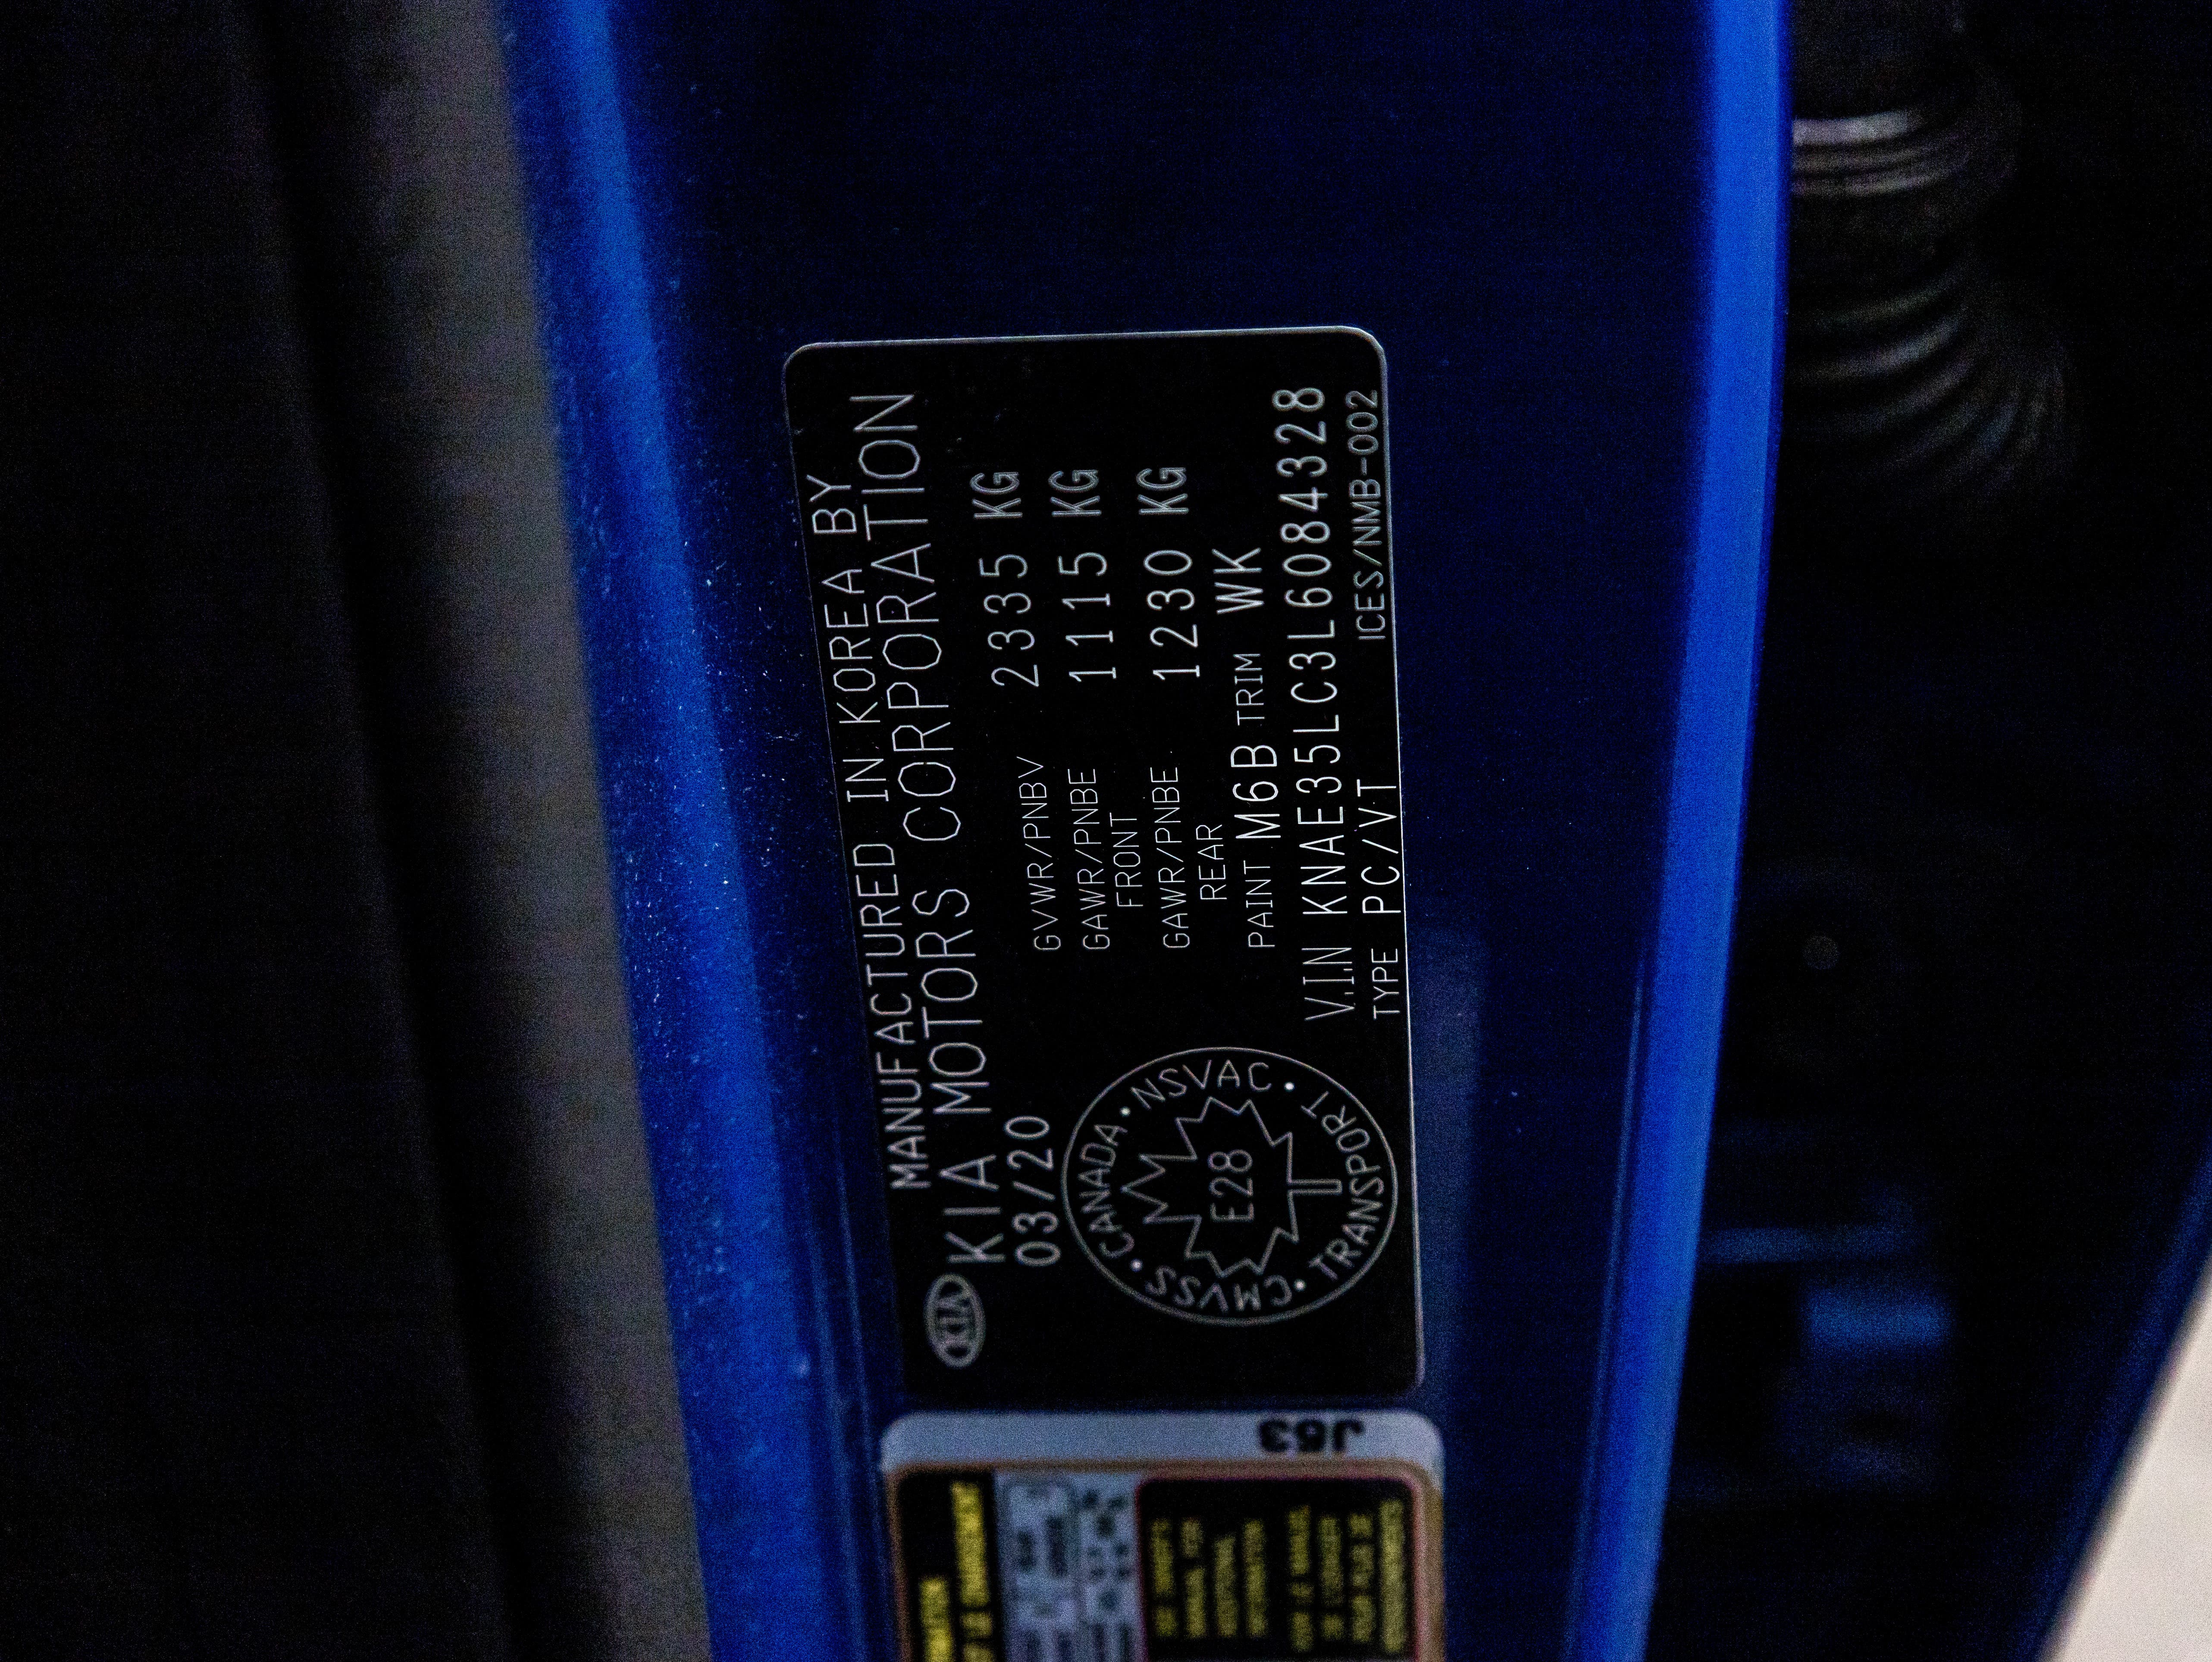 MANUFACTURED IN KOREA BY
KIA KIA MOTORS CORPORATION
03/20
GVWR/PNBV 2335 KG
GAWR/PNBE 1115 KG
FRONT
GAWR/PNBE 1230 KG
REAR
PAINT M6B TRIM WK
V.I.N KNAE35LC3L6084328
TYPE PC/VT ICES/NMB-002
CANADA · NSVAC · TRANSPORT · CMVSS ·
E28
J53